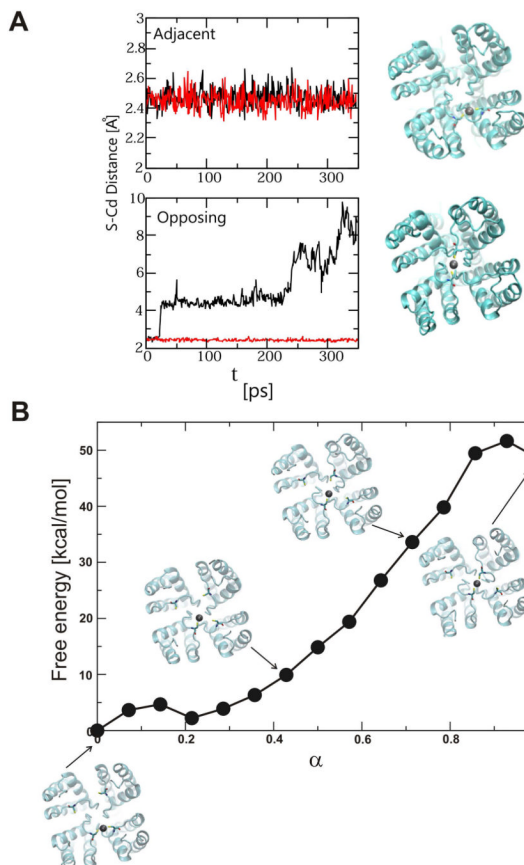 A
Adjacent
3
2.8
2.6
2.4
2.2
2
0 100 200 300
S-Cd Distance [Å]
Opposing
10
8
6
4
2
0 100 200 300
t
[ps]
B
Free energy [kcal/mol]
50
40
30
20
10
0
0 0.2 0.4 0.6 0.8
α